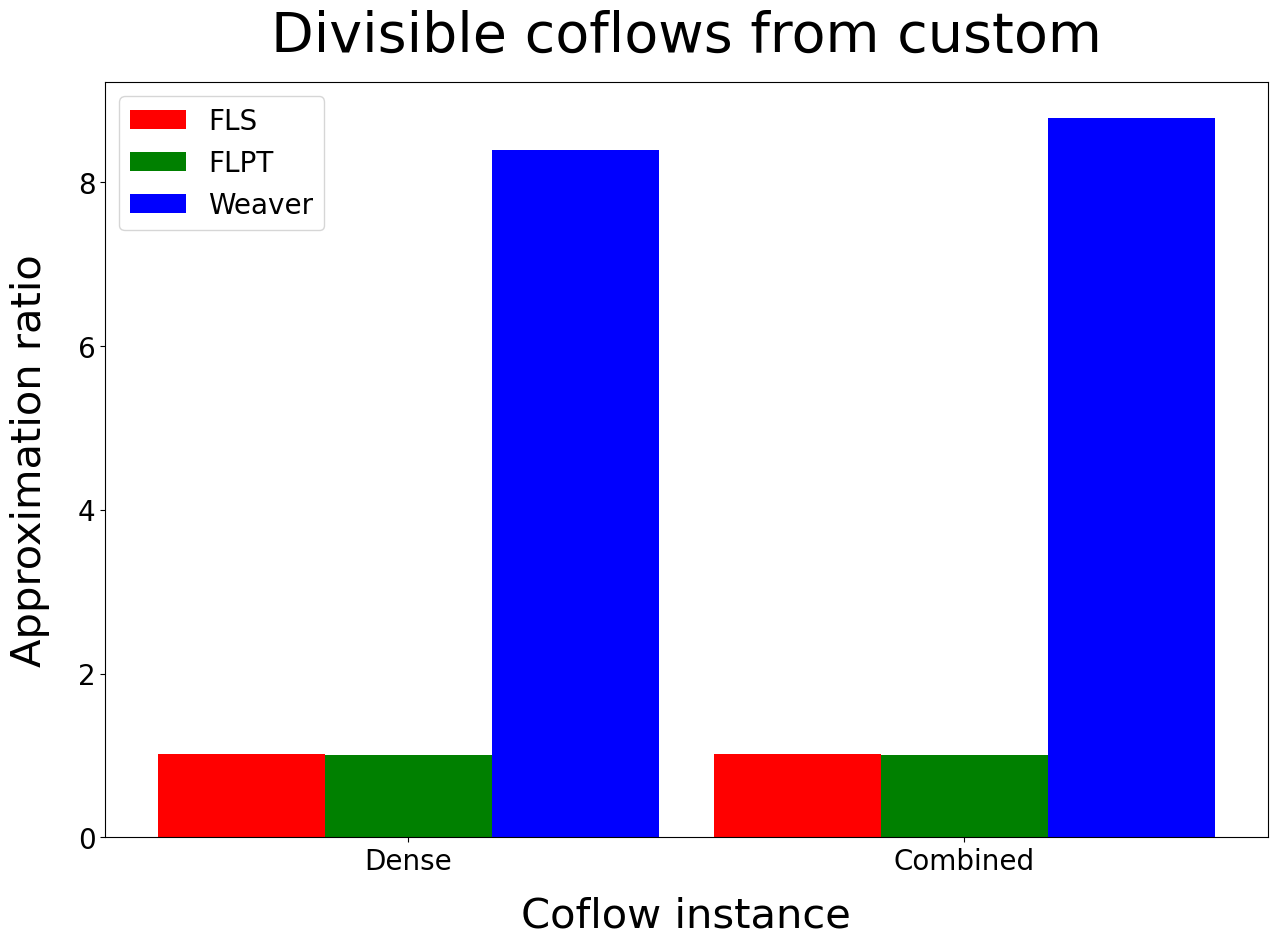 Divisible coflows from custom
FLS
FLPT
Weaver
Approximation ratio
8
6
4
2
0
Dense
Combined
Coflow instance